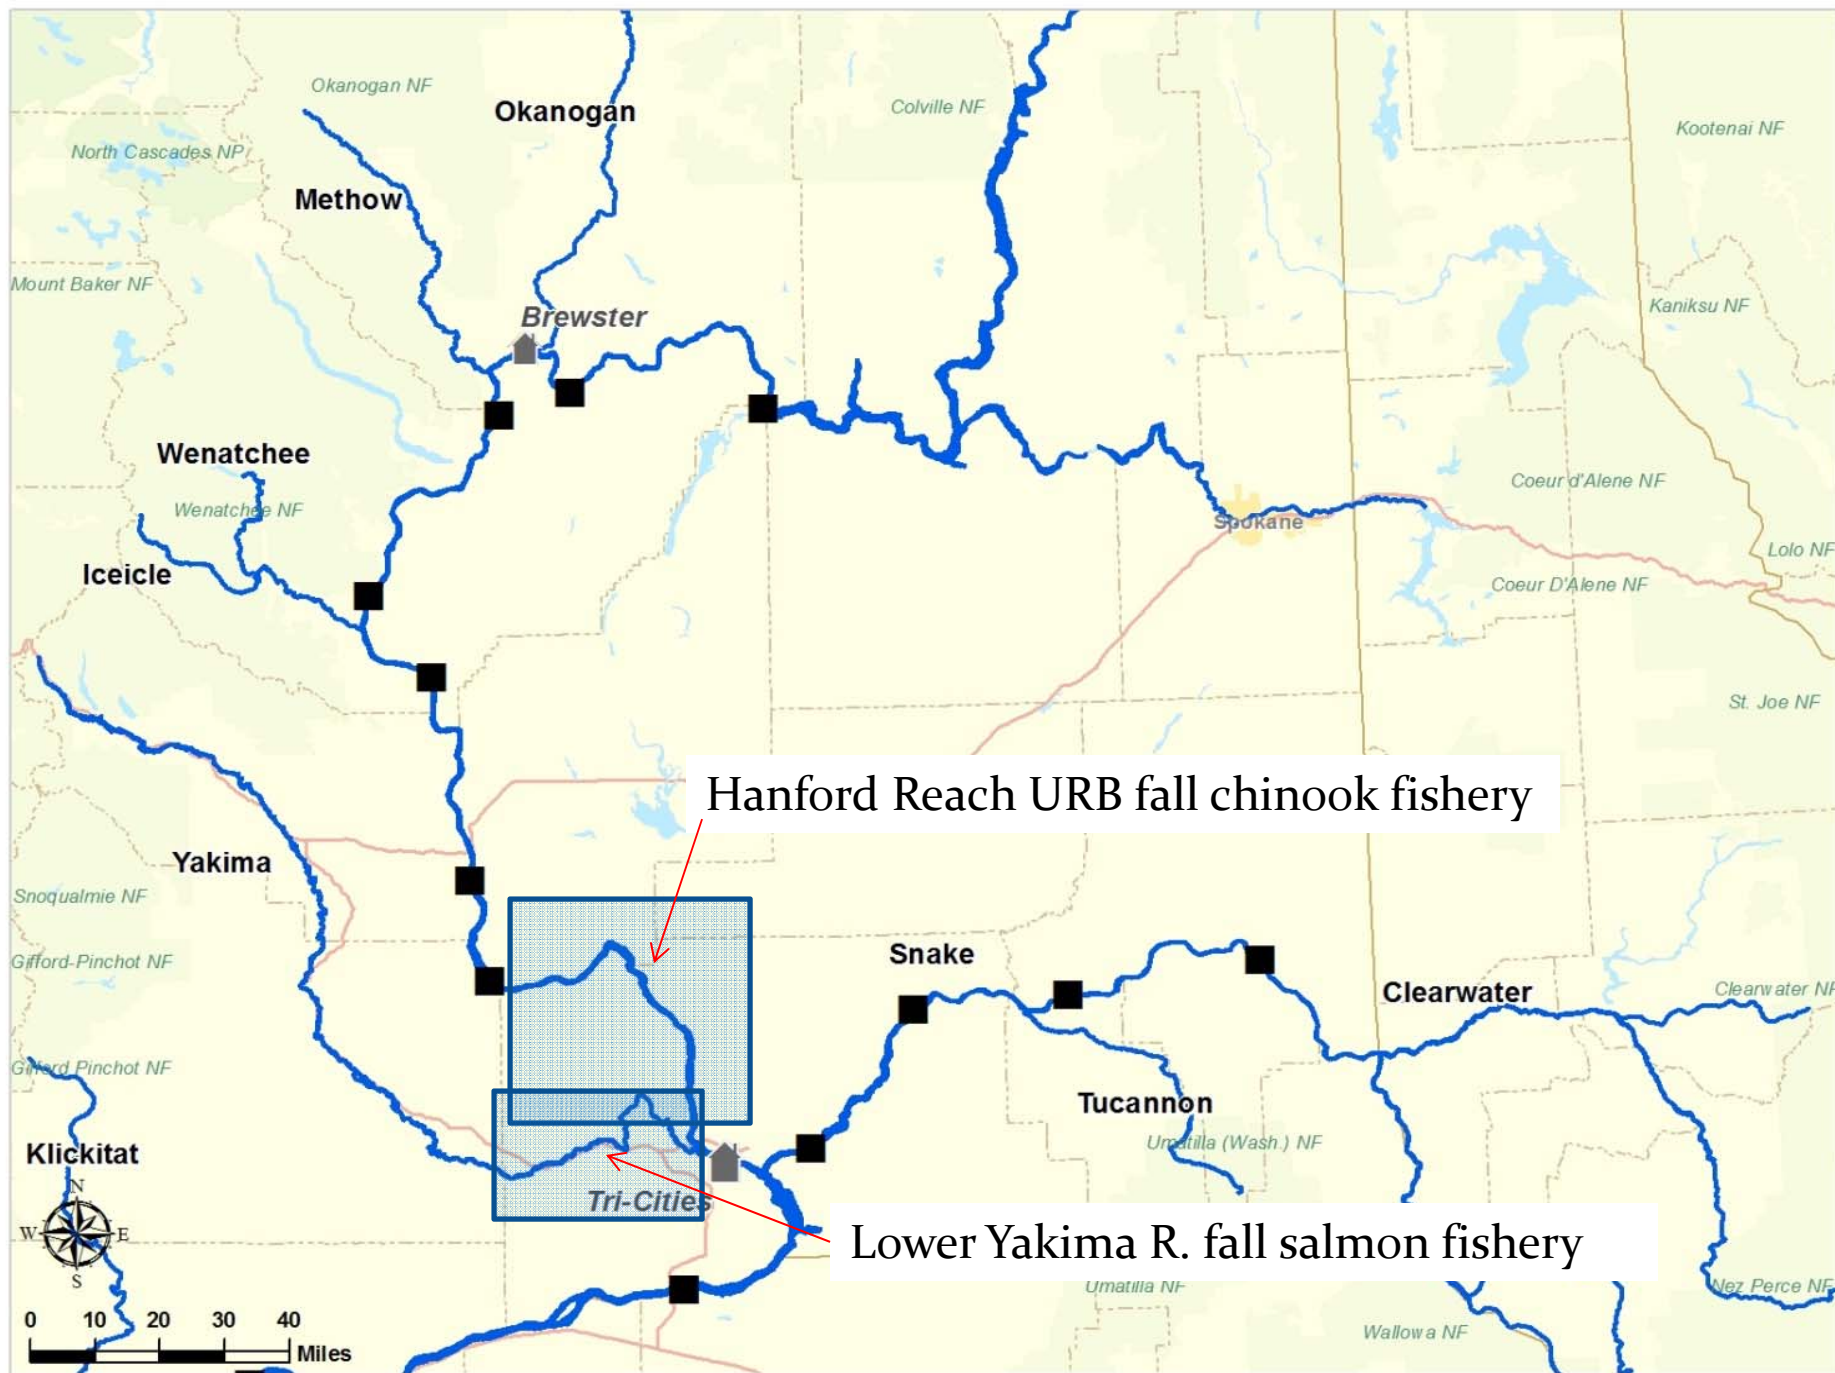 Okanogan NF
Okanogan
Colville NF
Kootenai NF
North Cascades NP
Methow
Mount Baker NF
Kaniksu NF
Brewster
Wenatchee
Wenatchee NF
Coeur d'Alene NF
Spokane
Lolo NF
Iceicle
Coeur D'Alene NF
St. Joe NF
Hanford Reach URB fall chinook fishery
Yakima
Snoqualmie NF
Snake
Gifford-Pinchot NF
Clearwater
Clearwater NF
Gifford Pinchot NF
Tucannon
Umatilla (Wash.) NF
Klickitat
N
W
E
S
Tri-Cities
Lower Yakima R. fall salmon fishery
Umatilla NF
Nez Perce NF
Wallowa NF
0 10 20 30 40
Miles